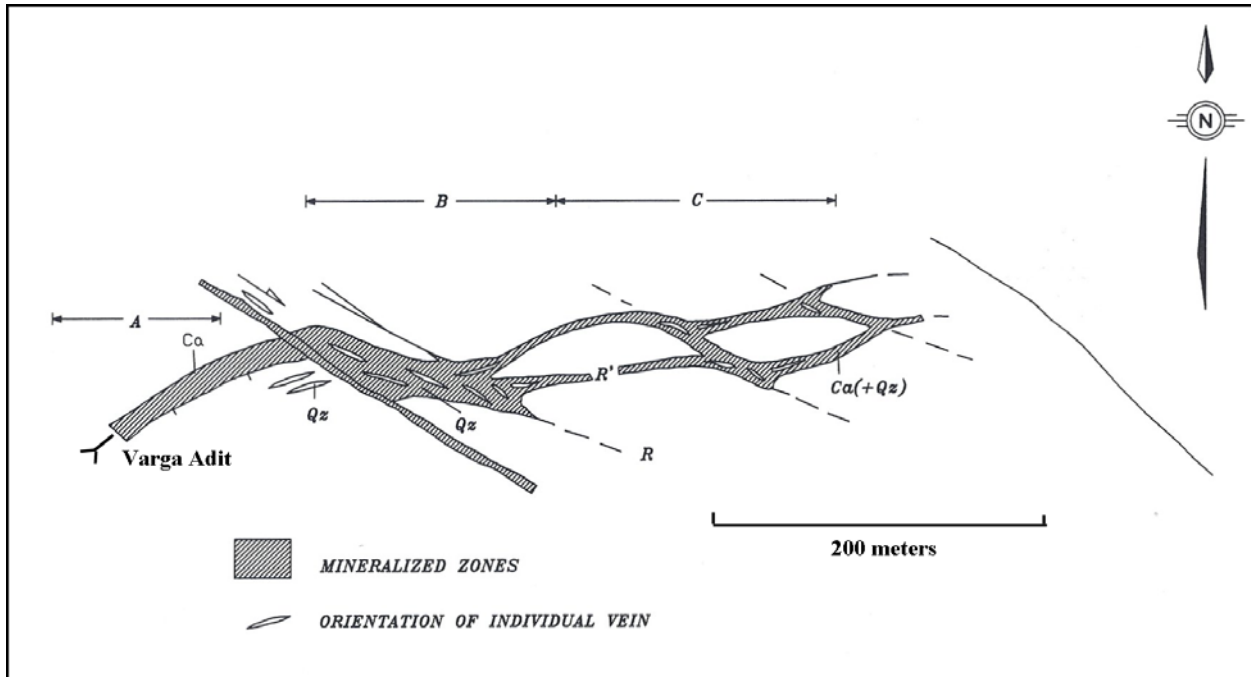 N
B
C
A
Ca
R'
Ca(+Qz)
Qz
Qz
Varga Adit
R
200 meters
MINERALIZED ZONES
ORIENTATION OF INDIVIDUAL VEIN